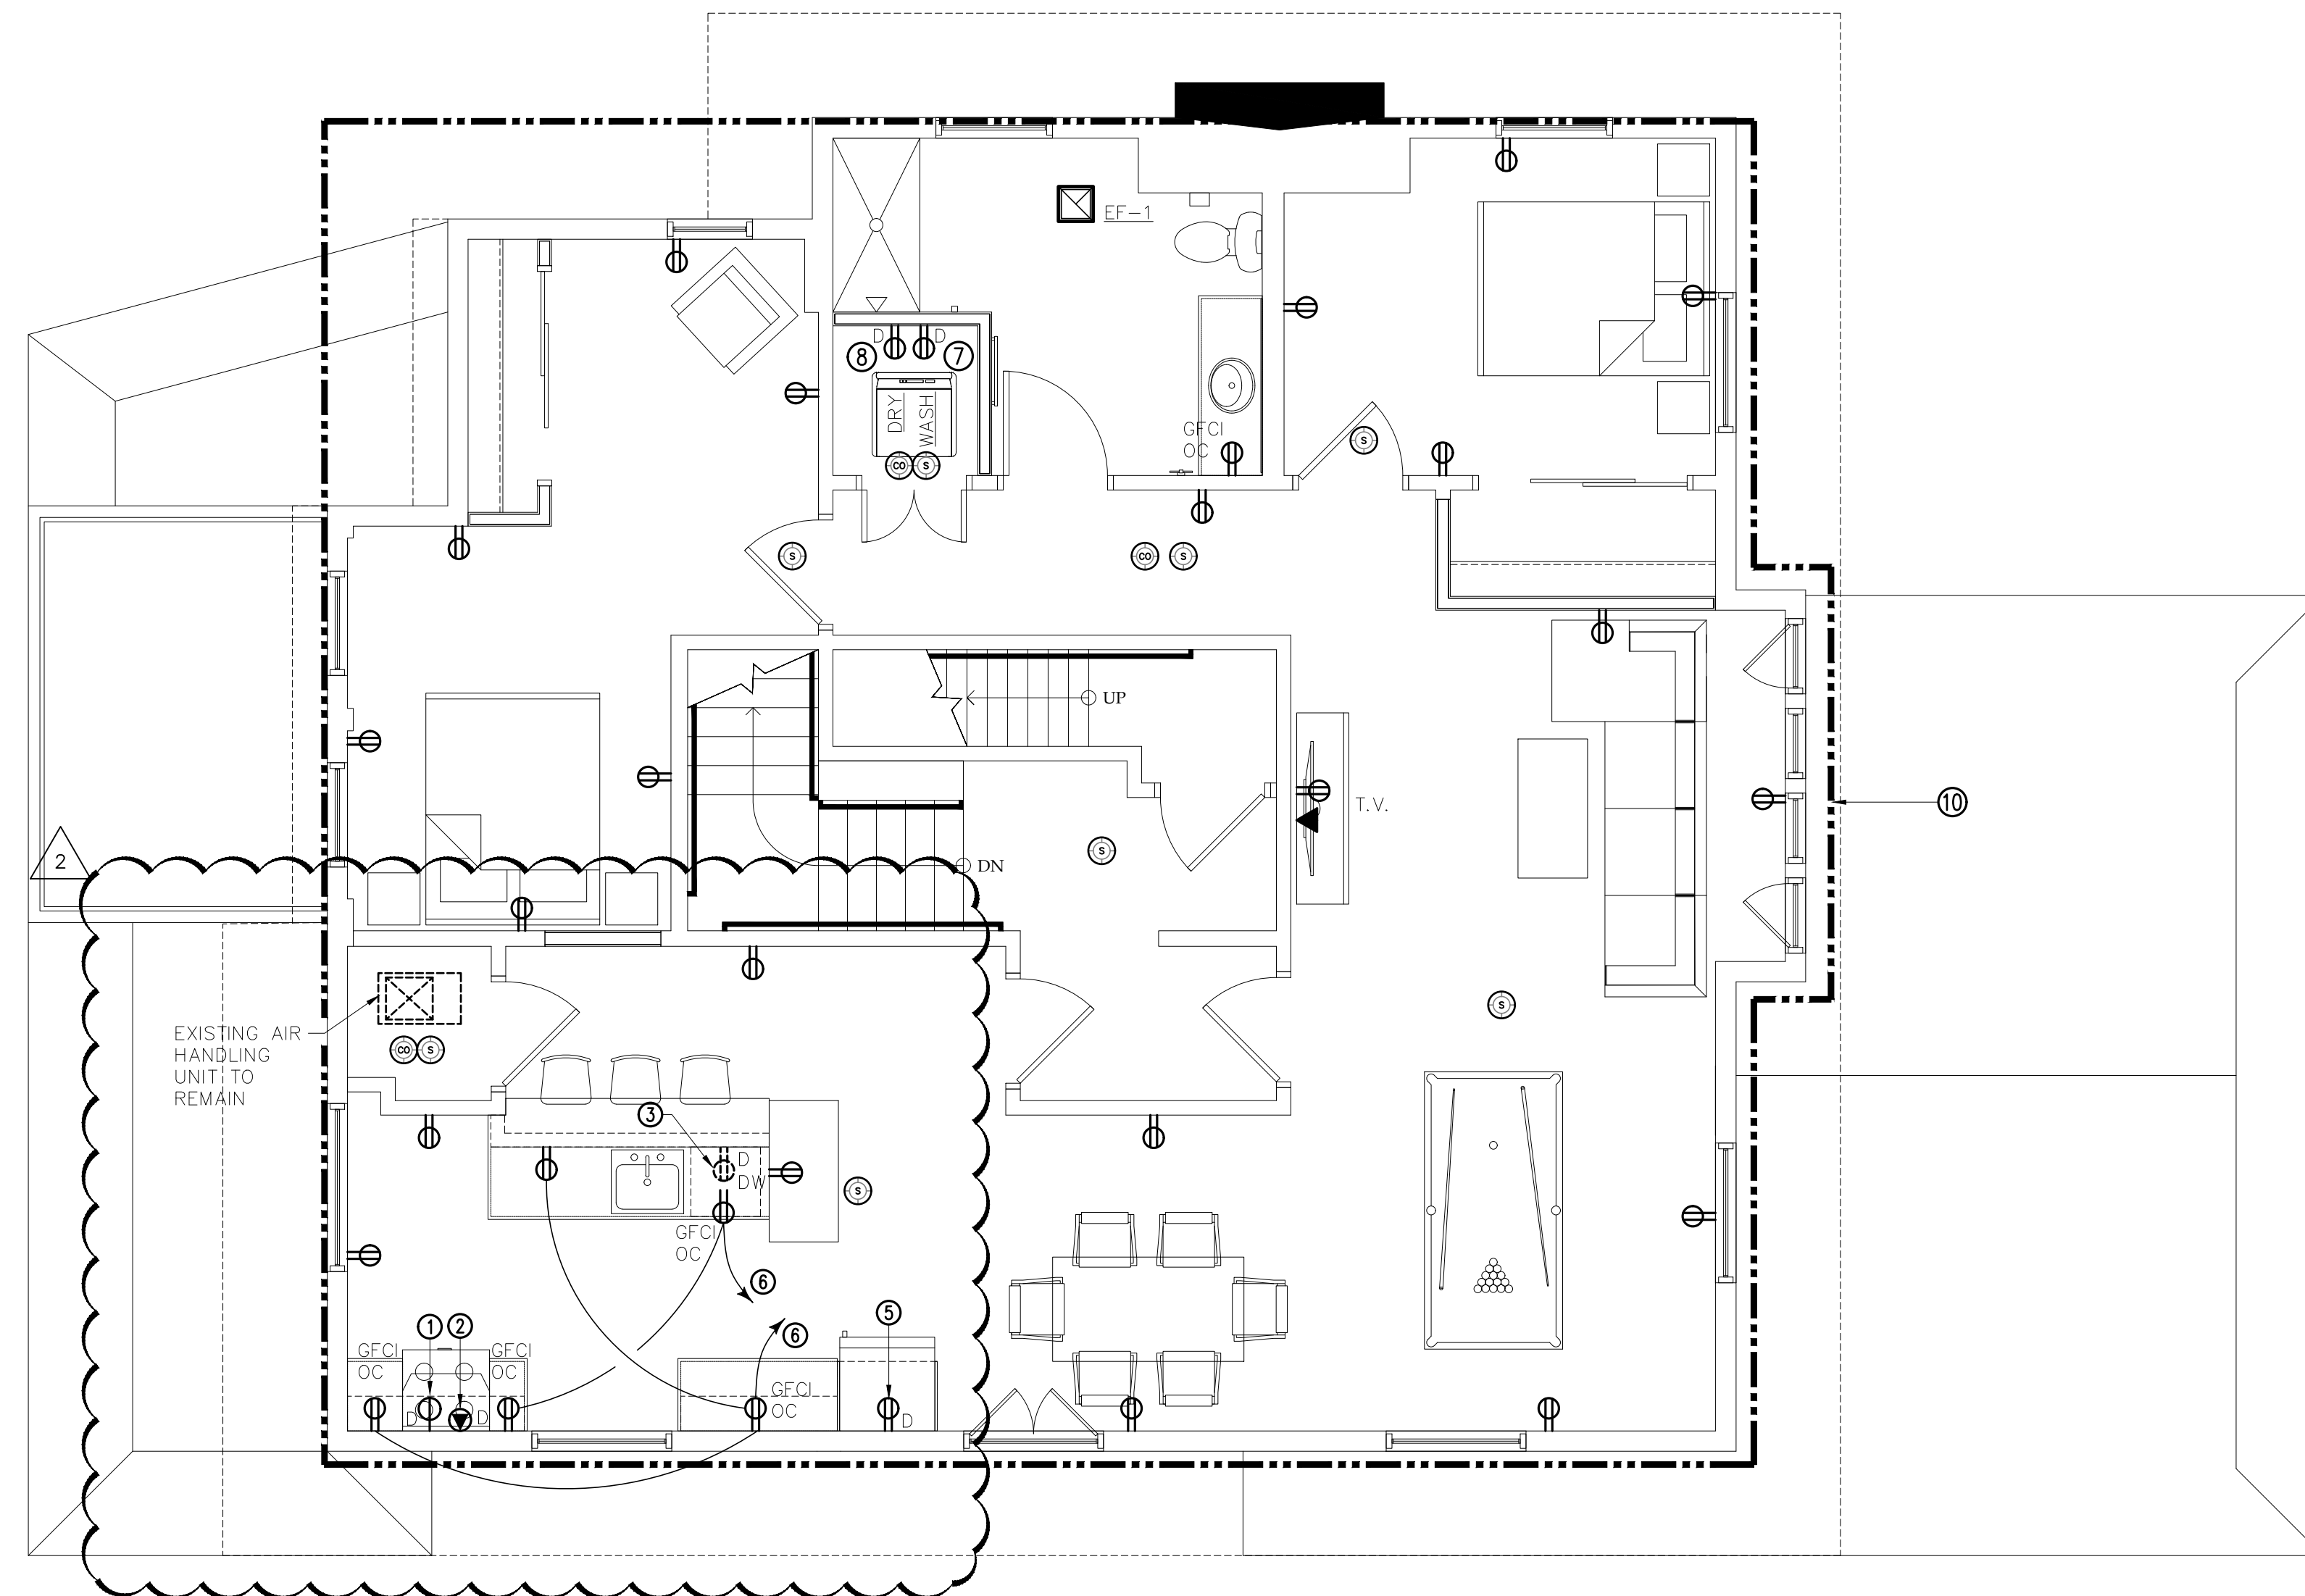 EF-1
D
D
8
7
DRY
WASH
CO
S
GFCI
OC
S
S
CO
S
UP
T.V.
10
S
2
DN
S
EXISTING AIR
HANDLING
UNIT TO
REMAIN
CO
S
3
D
DW
S
GFCI
OC
6
1
2
5
6
GFCI
OC
GFCI
OC
GFCI
OC
D
D
D